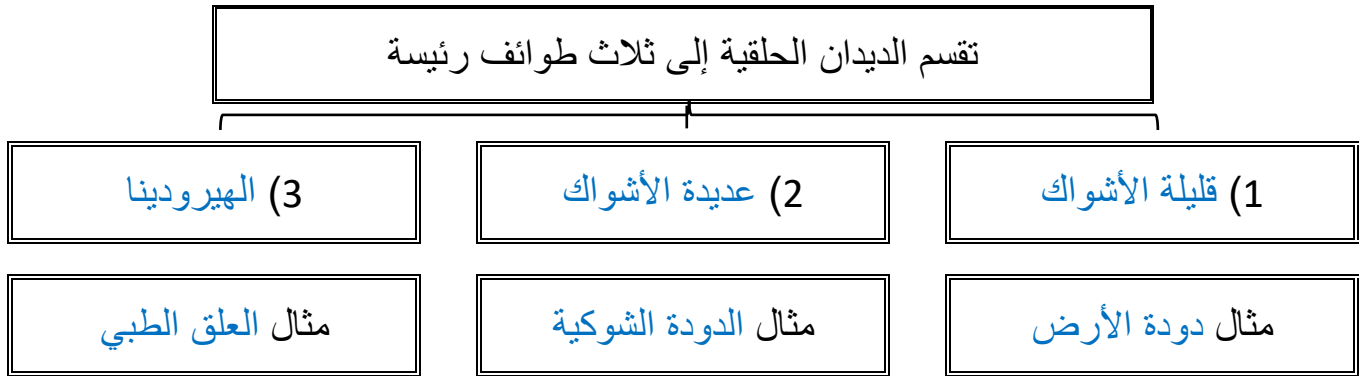 تقسم الديدان الحلقية إلى ثلاث طوائف رئيسة
1) قليلة الأشواك
2) عديدة الأشواك
3) الهيرودينا
مثال دودة الأرض
مثال الدودة الشوكية
مثال العلق الطبي